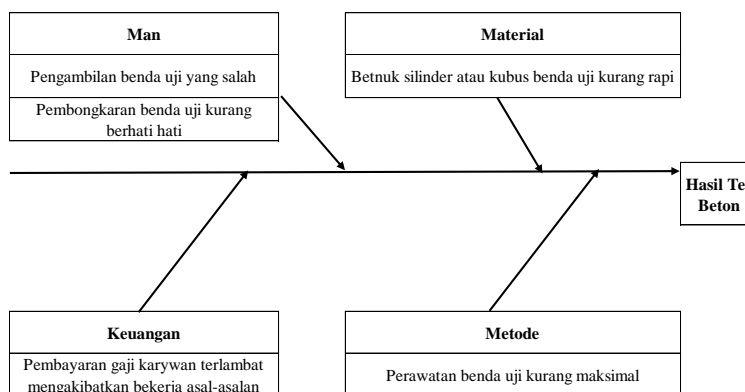 Man
Pengambilan benda uji yang salah
Pembongkaran benda uji kurang
berhati hati
Material
Betnuk silinder atau kubus benda uji kurang rapi
Hasil
Beton
Keuangan
Pembayaran gaji karywan terlambat
mengakibatkan bekerja asal-asalan
Metode
Perawatan benda uji kurang maksimal